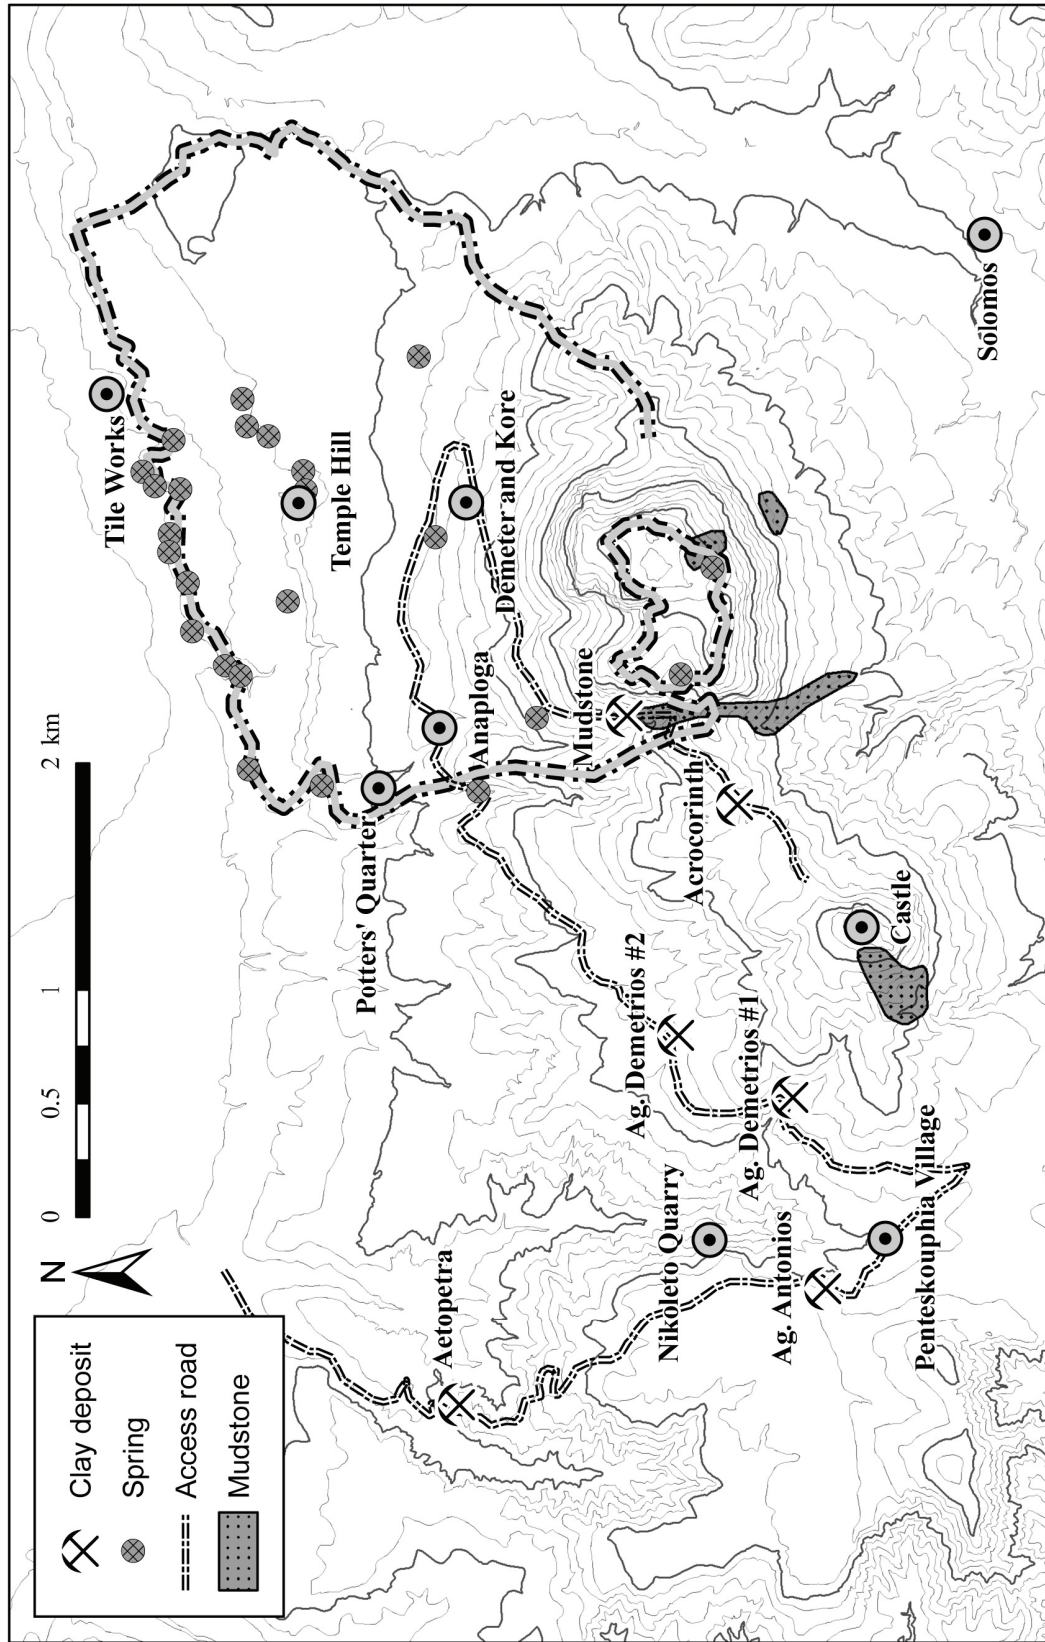 Clay deposit
Spring
Access road
Mudstone
N
0
0.5
1
2 km
Aetopetra
Nikoleto Quarry
Ag. Antonios
Penteskouphia Village
Ag. Demetrios #1
Ag. Demetrios #2
Castle
Potters' Quarter
Acrocorinth
Mudstone
Anaploga
Demeter and Kore
Temple Hill
Tile Works
Solomos